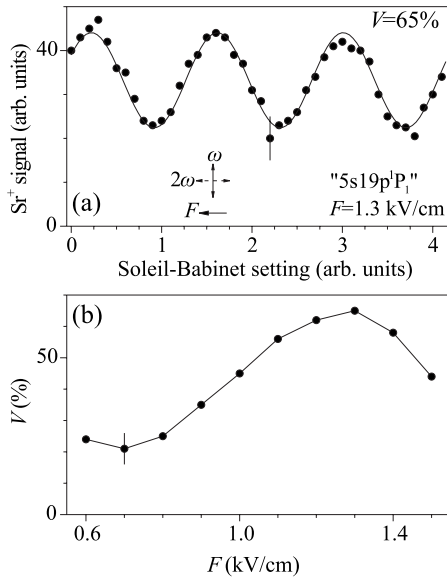 (a)
V=65%
Sr⁺ signal (arb. units)
40
20
0
ω
2ω
F
"5s19p¹P₁"
F=1.3 kV/cm
0 1 2 3 4
Soleil-Babinet setting (arb. units)
(b)
V (%)
50
0
0.6 1.0 1.4
F (kV/cm)